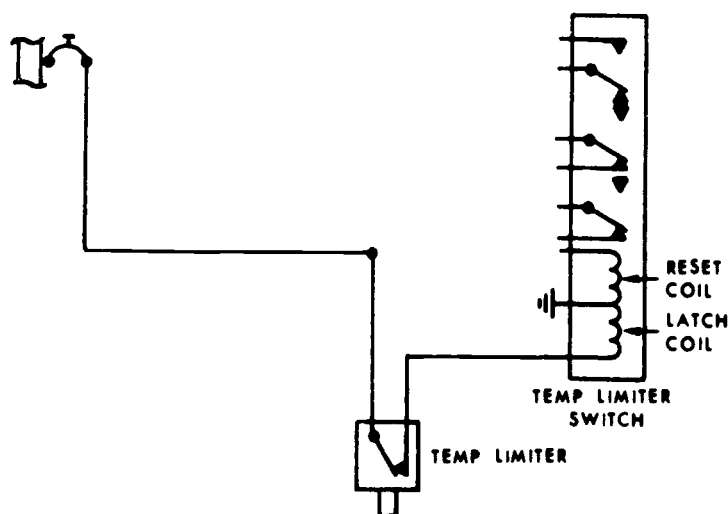 RESET
COIL
LATCH
COIL
TEMP LIMITER
SWITCH
TEMP LIMITER